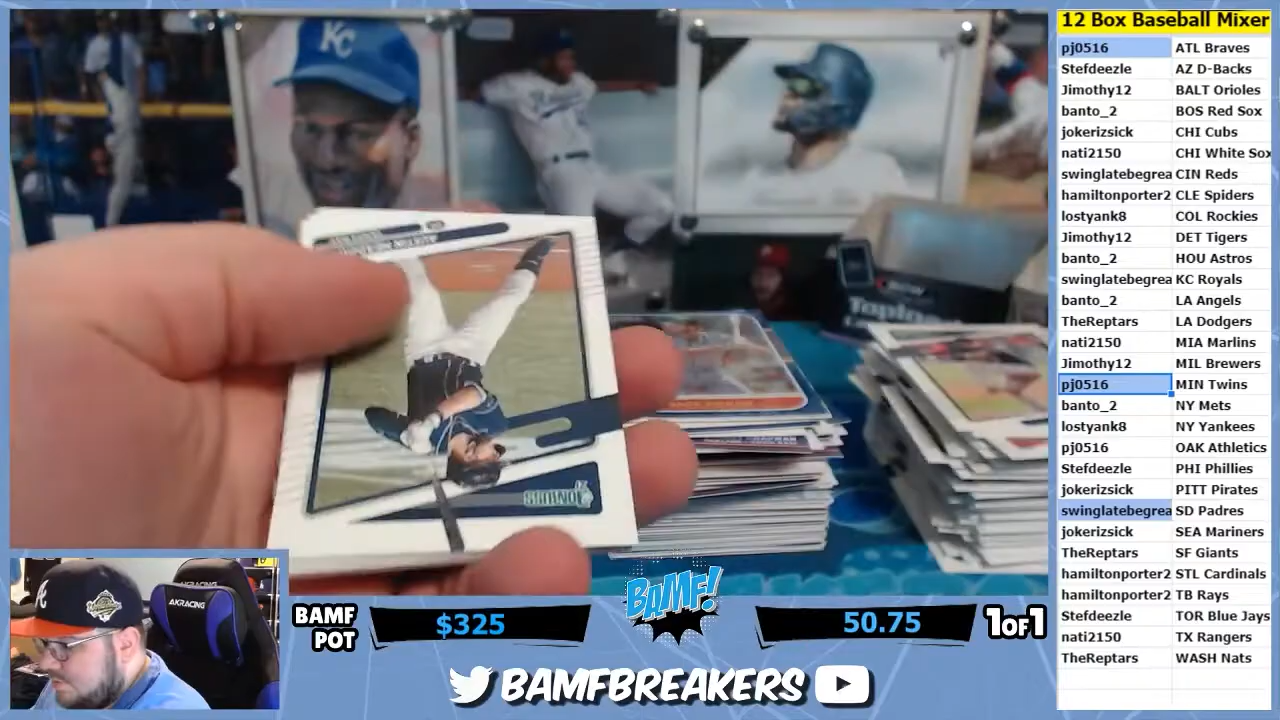 12 Box Baseball Mixer
pj0516 ATL Braves
Stefdeezle AZ D-Backs
Jimothy12 BALT Orioles
banto_2 BOS Red Sox
jokerizsick CHI Cubs
nati2150 CHI White Sox
swinglatebegrea CIN Reds
hamiltonporter2 CLE Spiders
lostyank8 COL Rockies
Jimothy12 DET Tigers
banto_2 HOU Astros
swinglatebegrea KC Royals
banto_2 LA Angels
TheReptars LA Dodgers
nati2150 MIA Marlins
Jimothy12 MIL Brewers
pj0516 MIN Twins
banto_2 NY Mets
lostyank8 NY Yankees
pj0516 OAK Athletics
Stefdeezle PHI Phillies
jokerizsick PITT Pirates
swinglatebegrea SD Padres
jokerizsick SEA Mariners
TheReptars SF Giants
hamiltonporter2 STL Cardinals
hamiltonporter2 TB Rays
Stefdeezle TOR Blue Jays
nati2150 TX Rangers
TheReptars WASH Nats
KC
DONRUSS
AKRACING
BAMF POT $325
BAMF!
50.75 1OF1
BAMFBREAKERS